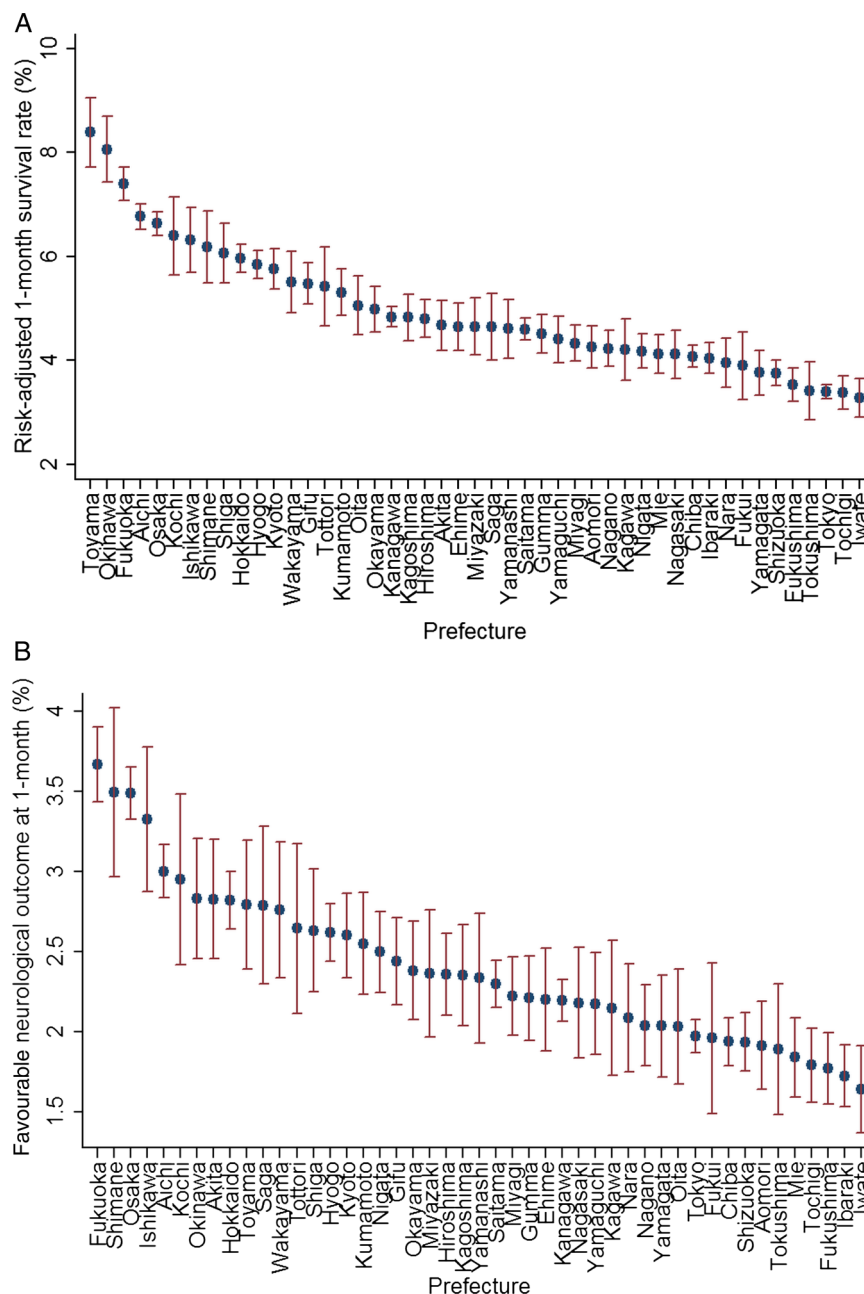 A
Risk-adjusted 1-month survival rate (%)
10
8
6
4
2
Toyama
Okinawa
Fukuoka
Aichi
Osaka
Kochi
Ishikawa
Shimane
Shiga
Hokkaido
Hyogo
Kyoto
Wakayama
Gifu
Tottori
Kumamoto
Oita
Okayama
Kanagawa
Kagoshima
Hiroshima
Akita
Ehime
Miyazaki
Saga
Yamanashi
Saitama
Gumma
Yamaguchi
Miyagi
Aomori
Nagano
Kagawa
Nigata
Mie
Nagasaki
Chiba
Ibaraki
Nara
Fukui
Yamagata
Shizuoka
Fukushima
Tokushima
Tokyo
Tochigi
Iwate
Prefecture
B
Favourable neurological outcome at 1-month (%)
4
3.5
3
2.5
2
1.5
Fukuoka
Shimane
Osaka
Ishikawa
Aichi
Kochi
Okinawa
Akita
Hokkaido
Toyama
Saga
Wakayama
Tottori
Shiga
Hyogo
Kyoto
Kumamoto
Nigata
Gifu
Okayama
Miyazaki
Hiroshima
Kagoshima
Yamanashi
Saitama
Miyagi
Gumma
Ehime
Kanagawa
Nagasaki
Yamaguchi
Kagawa
Nara
Nagano
Yamagata
Oita
Tokyo
Fukui
Chiba
Shizuoka
Aomori
Tokushima
Mie
Tochigi
Fukushima
Ibaraki
Iwate
Prefecture